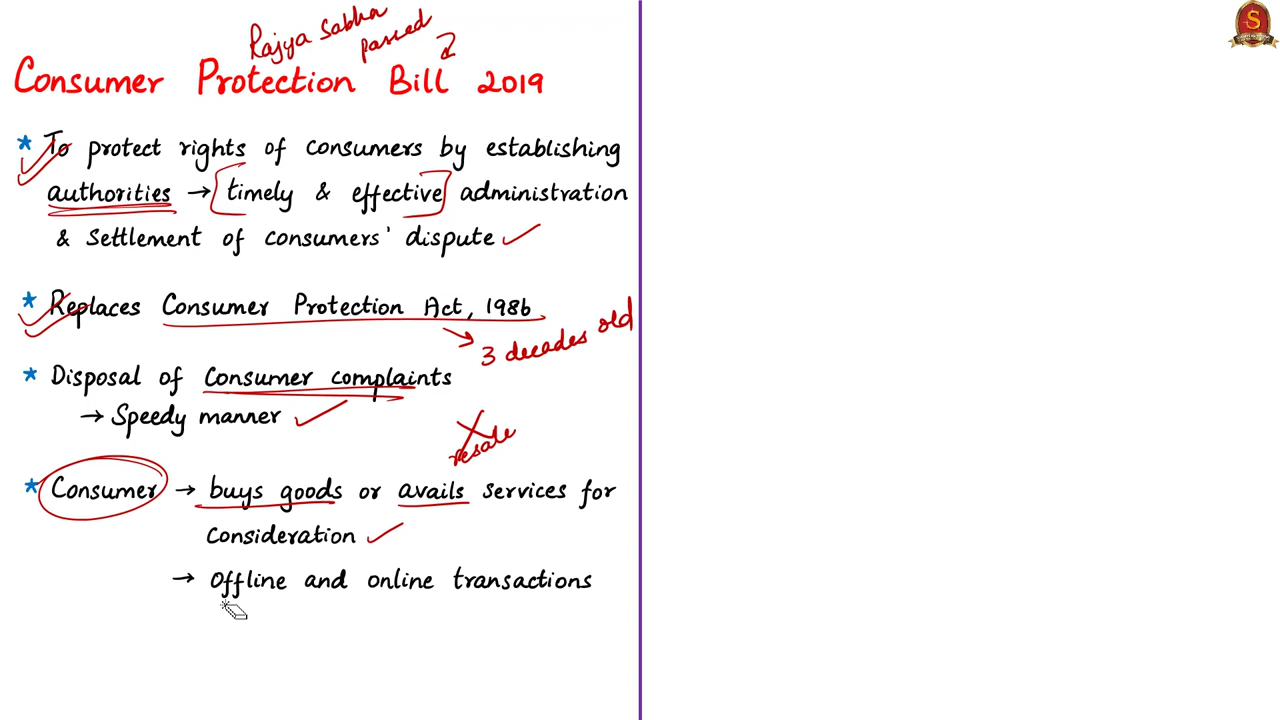 Rajya Sabha
passed
Consumer Protection Bill 2019
* To protect rights of consumers by establishing
authorities → timely & effective administration
& Settlement of consumers' dispute
* Replaces Consumer Protection Act, 1986
3 decades old
* Disposal of Consumer complaints
→ Speedy manner
resale
* Consumer → buys goods or avails services for
Consideration
→ Offline and online transactions